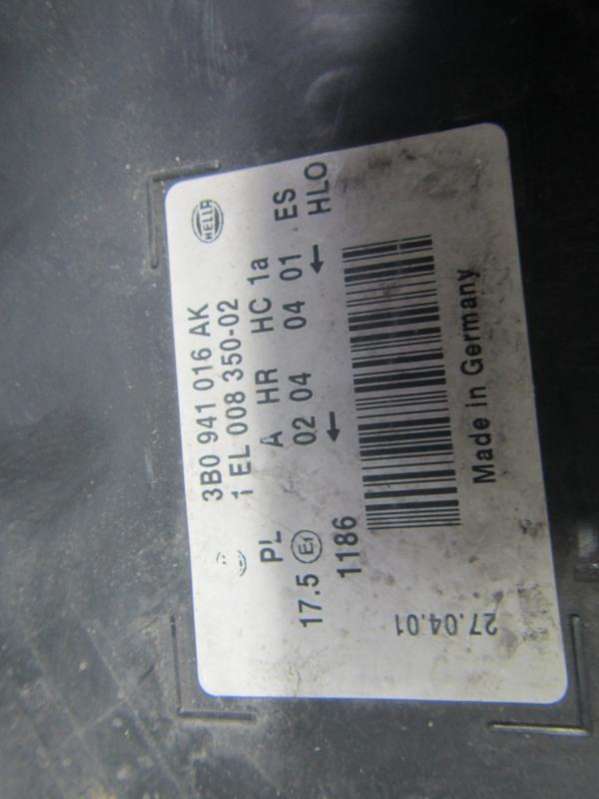 HELLA
3B0 941 016 AK
1 EL 008 350-02
PL A HR HC 1a ES
17.5 E1 02 04 04 01 HLO
1186 ← ←
Made in Germany
27.04.01